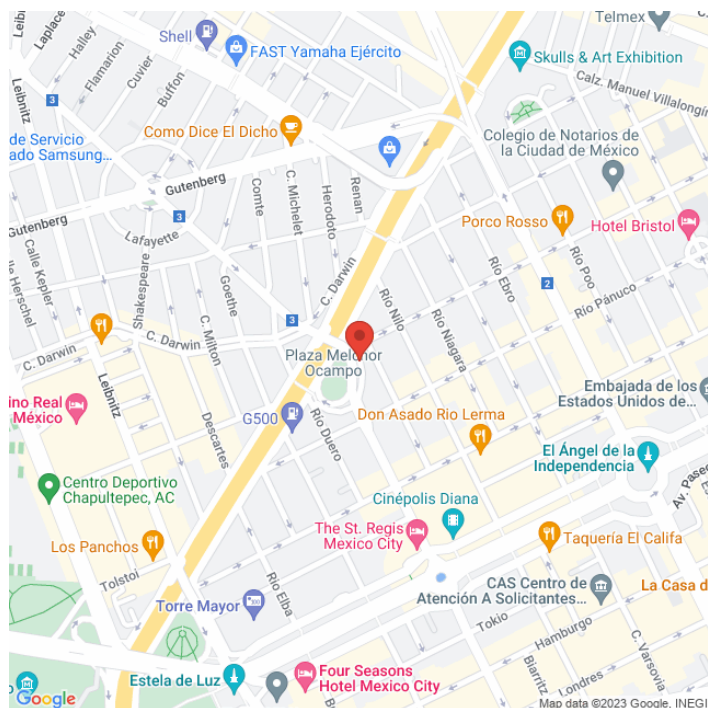 Telmex
Shell
FAST Yamaha Ejército
Skulls & Art Exhibition
Laplace
Halley
Flamarion
Cuvier
Buffon
Leibnitz
3
Calz. Manuel Villalongín
de Servicio
ado Samsung...
Como Dice El Dicho
Colegio de Notarios de
la Ciudad de México
Gutenberg
Gutenberg
Comte
C. Michelet
Herodoto
Renan
3
Calle Kepler
Lafayette
Porco Rosso
Hotel Bristol
Shakespeare
Goethe
C. Darwin
Río Ebro
Río Poo
2
Río Pánuco
Río Nilo
Río Niagara
3
C. Darwin
C. Darwin
C. Milton
Leibnitz
Plaza Melchor
Ocampo
Embajada de los
Estados Unidos de...
ino Real
México
Descartes
G500
Río Duero
Don Asado Rio Lerma
El Ángel de la
Independencia
Centro Deportivo
Chapultepec, AC
Cinépolis Diana
Av. Paseo
The St. Regis
Mexico City
Los Panchos
Taquería El Califa
Tolstoi
Río Elba
CAS Centro de
Atención A Solicitantes...
La Casa d
Torre Mayor
Tokio
Hamburgo
Biarritz
Londres
C. Varsovia
Estela de Luz
Four Seasons
Hotel Mexico City
Google
Map data ©2023 Google, INEGI